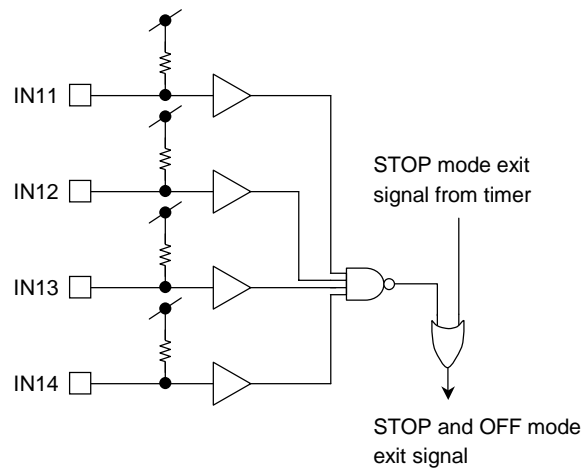 IN11
IN12
STOP mode exit
signal from timer
IN13
IN14
STOP and OFF mode
exit signal